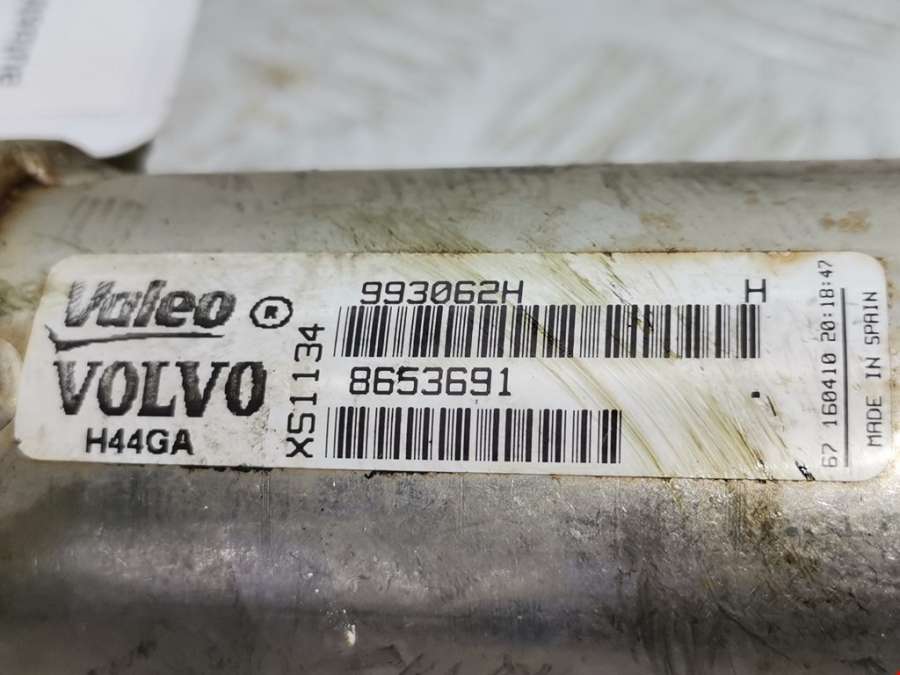 Valeo ®
VOLVO
H44GA
XS1134
993062H H
8653691
67 160410 20:18:47
MADE IN SPAIN